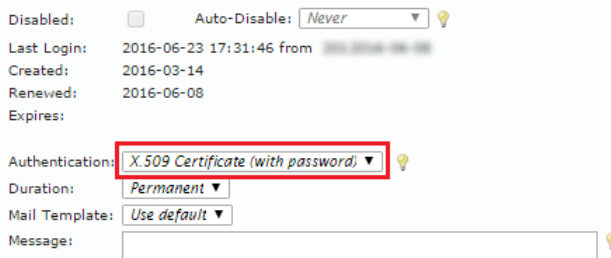 Disabled: Auto-Disable: Never
Last Login: 2016-06-23 17:31:46 from
Created: 2016-03-14
Renewed: 2016-06-08
Expires:
Authentication: X.509 Certificate (with password)
Duration: Permanent
Mail Template: Use default
Message: